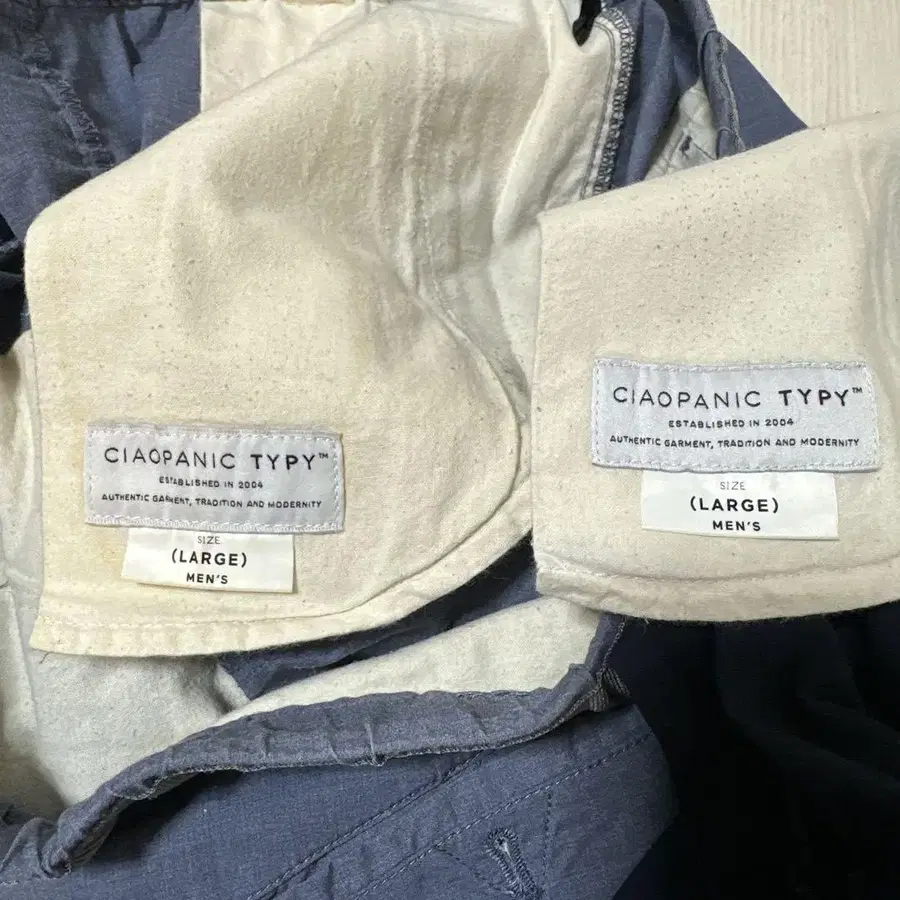 CIAOPANIC TYPY™
ESTABLISHED IN 2004
AUTHENTIC GARMENT, TRADITION AND MODERNITY
SIZE
(LARGE)
MEN'S
CIAOPANIC TYPY™
ESTABLISHED IN 2004
AUTHENTIC GARMENT, TRADITION AND MODERNITY
SIZE
(LARGE)
MEN'S